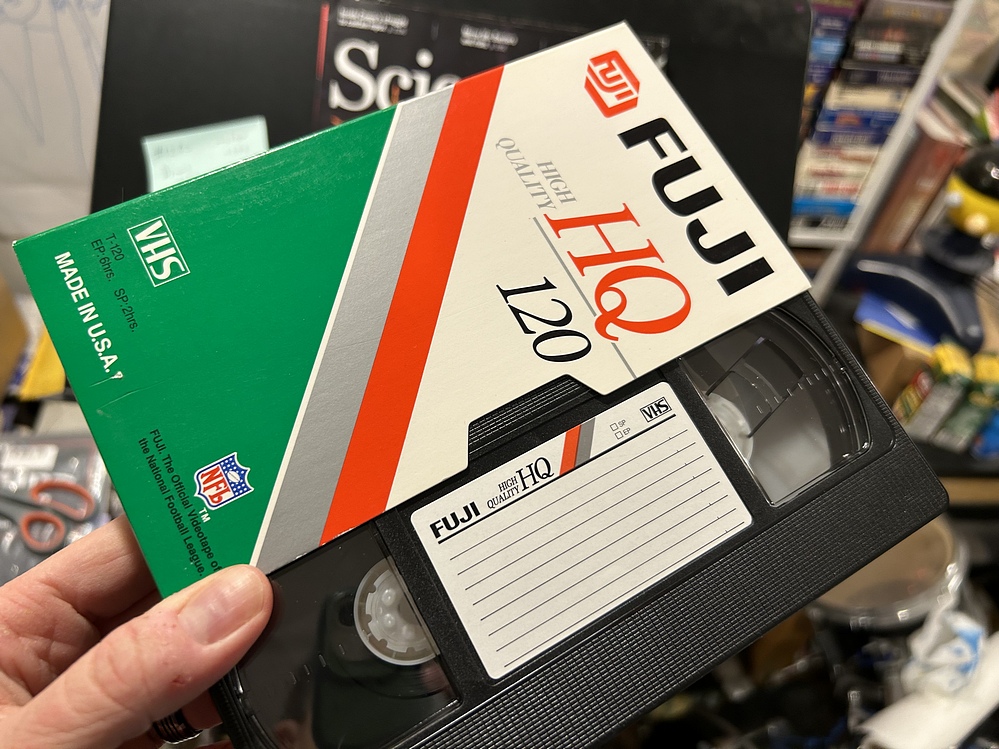 Scie
FUJI
FUJI
HIGH
QUALITY
HQ
120
VHS
T-120
EP:6hrs. SP:2hrs.
MADE IN U.S.A.
NFL
TM
FUJI. The Official Videotape of
the National Football League.
VHS
SP
EP
FUJI HIGH QUALITY HQ